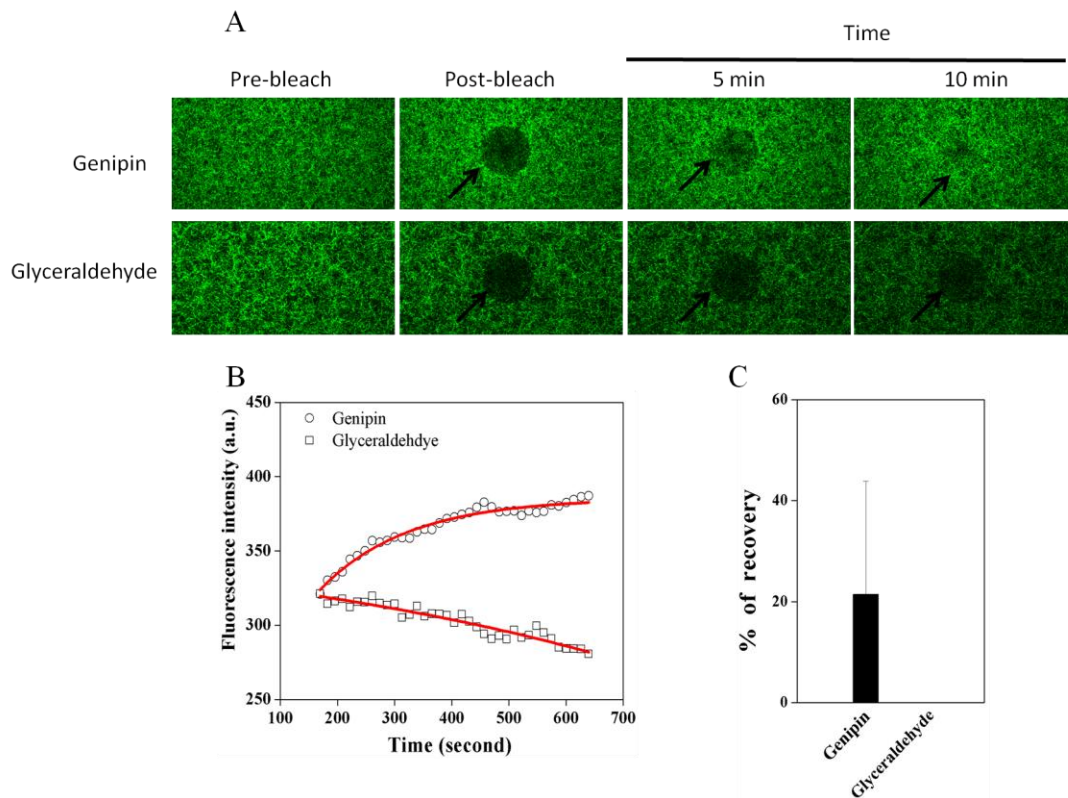 A
Time
Pre-bleach Post-bleach 5 min 10 min
Genipin
Glyceraldehyde
B
450
400
350
300
250
Fluorescence intensity (a.u.)
Genipin
Glyceraldehdye
100 200 300 400 500 600 700
Time (second)
C
60
40
20
0
% of recovery
Genipin
Glyceraldehyde